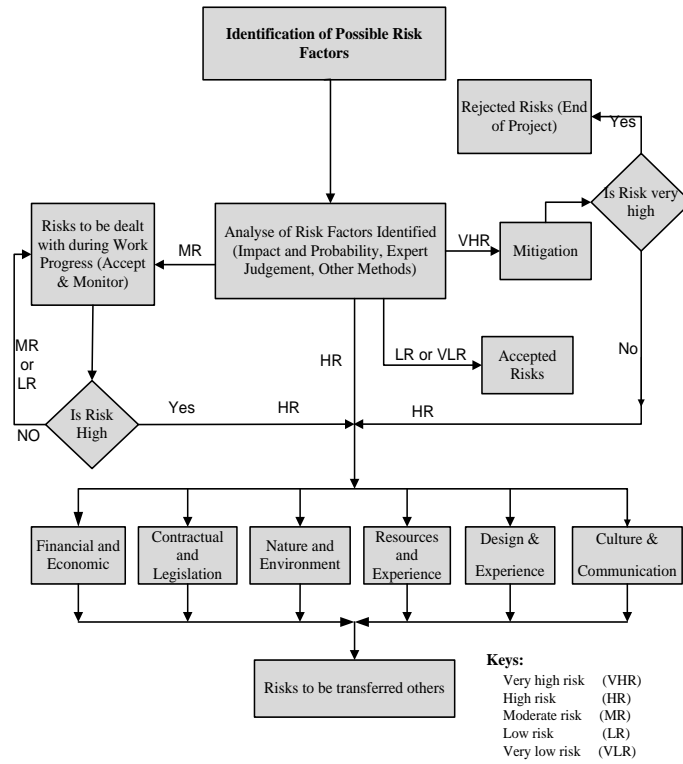 Identification of Possible Risk
Factors
Rejected Risks (End
of Project)
Yes
Is Risk very
high
Risks to be dealt
with during Work
Progress (Accept
& Monitor)
MR
Analyse of Risk Factors Identified
(Impact and Probability, Expert
Judgement, Other Methods)
VHR
Mitigation
MR
or
LR
HR
LR or VLR
Accepted
Risks
No
Is Risk
High
NO
Yes
HR
HR
Financial and
Economic
Contractual
and
Legislation
Nature and
Environment
Resources
and
Experience
Design &
Experience
Culture &
Communication
Risks to be transferred others
Keys:
Very high risk (VHR)
High risk (HR)
Moderate risk (MR)
Low risk (LR)
Very low risk (VLR)